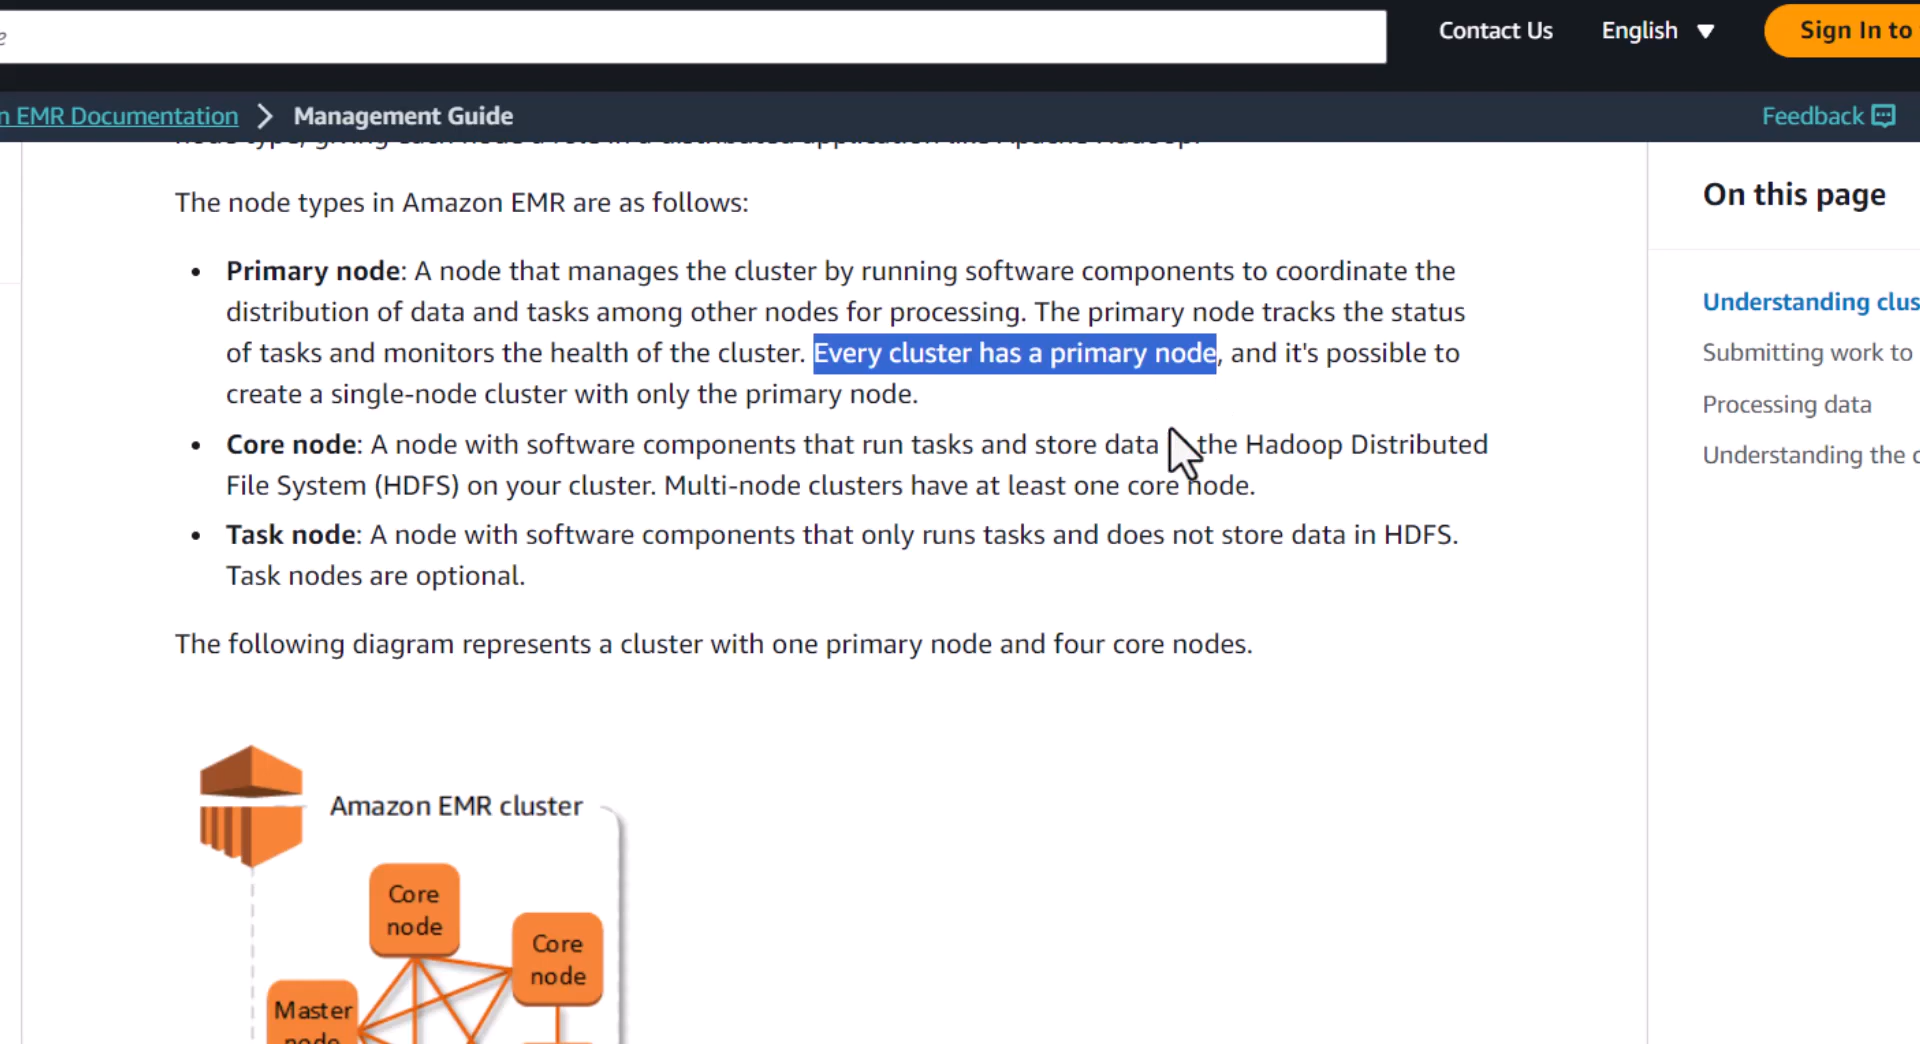 Contact Us
English
Sign In to
EMR Documentation
Management Guide
Feedback
The node types in Amazon EMR are as follows:
• Primary node: A node that manages the cluster by running software components to coordinate the
distribution of data and tasks among other nodes for processing. The primary node tracks the status
of tasks and monitors the health of the cluster. Every cluster has a primary node, and it's possible to
create a single-node cluster with only the primary node.
• Core node: A node with software components that run tasks and store data the Hadoop Distributed
File System (HDFS) on your cluster. Multi-node clusters have at least one core node.
• Task node: A node with software components that only runs tasks and does not store data in HDFS.
Task nodes are optional.
The following diagram represents a cluster with one primary node and four core nodes.
Amazon EMR cluster
Core
node
Core
node
Master
node
On this page
Understanding clus
Submitting work to
Processing data
Understanding the